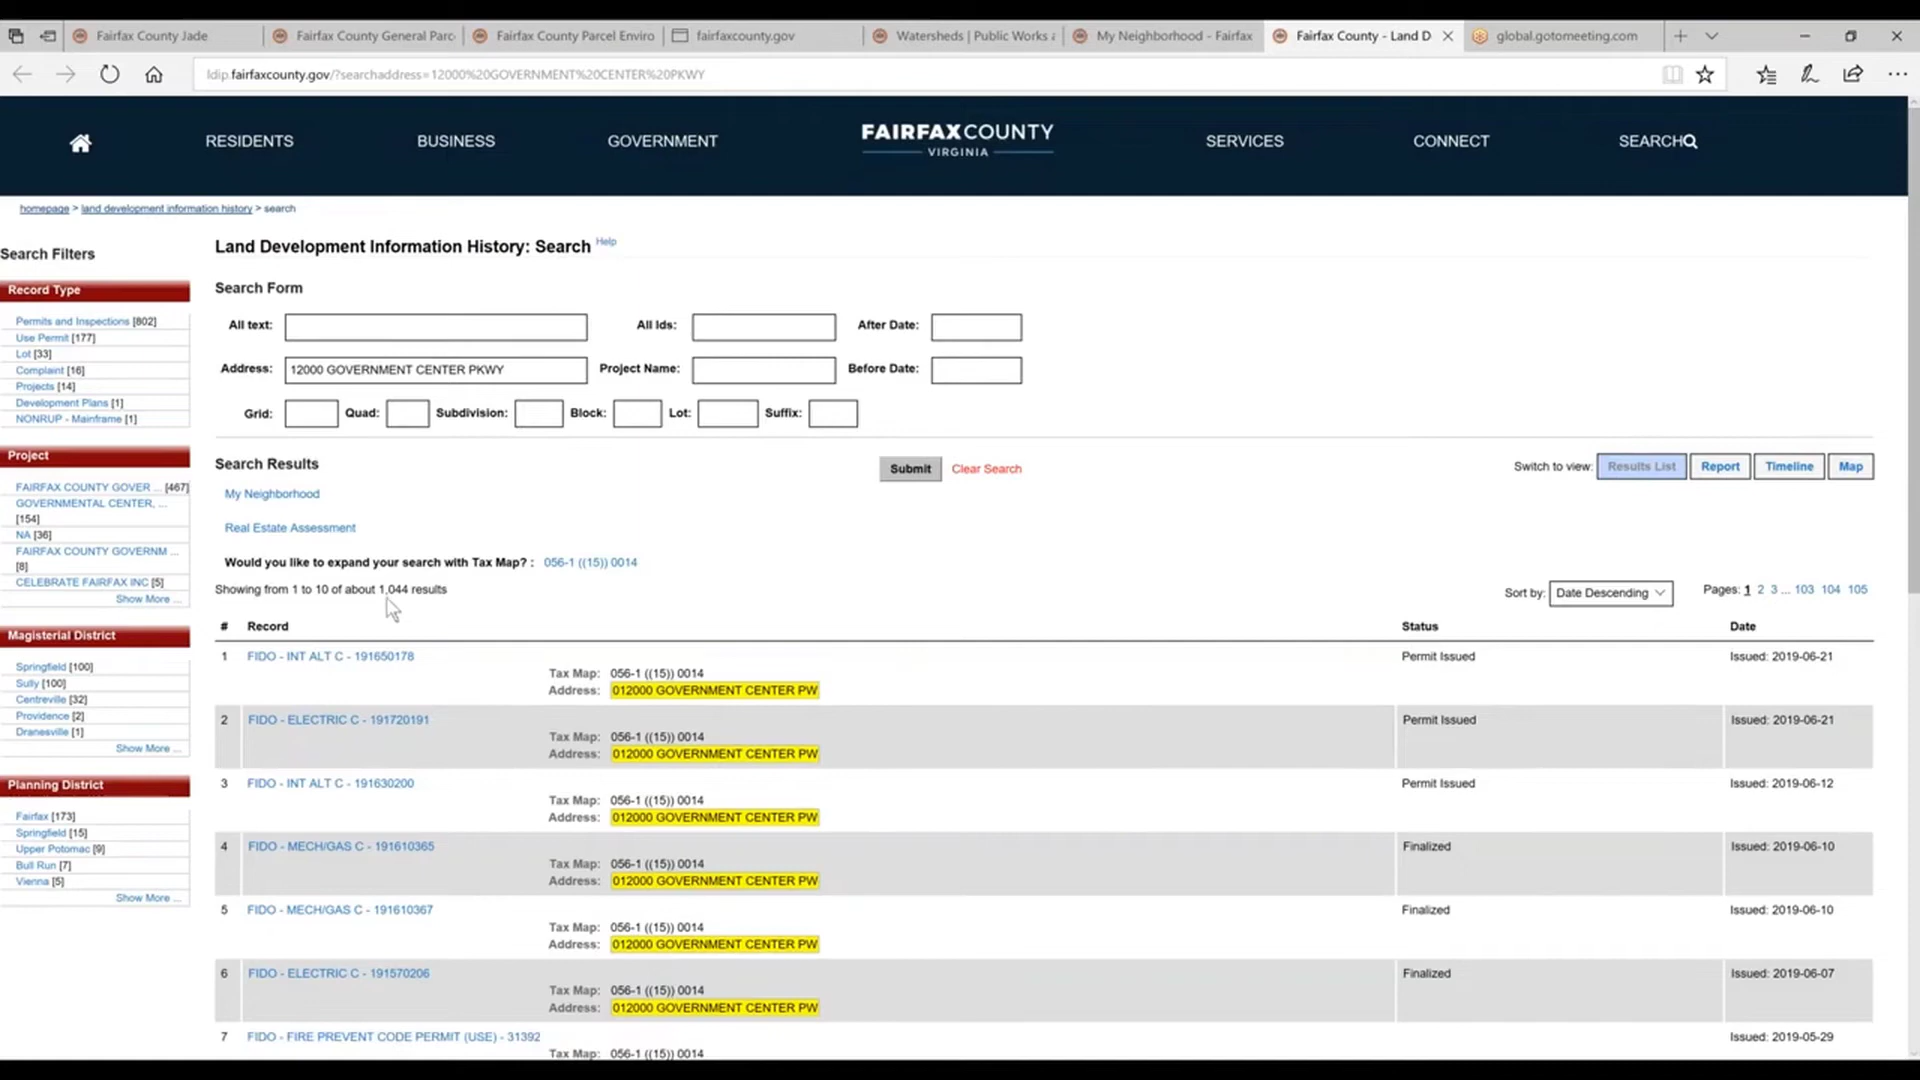 Fairfax County Jade
Fairfax County General Parc
Fairfax County Parcel Enviro
fairfaxcounty.gov
Watersheds | Public Works a
My Neighborhood - Fairfax
Fairfax County - Land D
global.gotomeeting.com
ldip.fairfaxcounty.gov/?searchaddress=12000%20GOVERNMENT%20CENTER%20PKWY
RESIDENTS
BUSINESS
GOVERNMENT
FAIRFAX COUNTY
VIRGINIA
SERVICES
CONNECT
SEARCH
homepage > land development information history > search
Search Filters
Record Type
Permits and Inspections [802]
Use Permit [177]
Lot [33]
Complaint [16]
Projects [14]
Development Plans [1]
NONRUP - Mainframe [1]
Project
FAIRFAX COUNTY GOVER ... [467]
GOVERNMENTAL CENTER, ...
[154]
NA [36]
FAIRFAX COUNTY GOVERNM ...
[8]
CELEBRATE FAIRFAX INC [5]
Show More ...
Magisterial District
Springfield [100]
Sully [100]
Centreville [32]
Providence [2]
Dranesville [1]
Show More ...
Planning District
Fairfax [173]
Springfield [15]
Upper Potomac [9]
Bull Run [7]
Vienna [5]
Show More ...
Land Development Information History: Search Help
Search Form
All text:
All Ids:
After Date:
Address: 12000 GOVERNMENT CENTER PKWY
Project Name:
Before Date:
Grid:
Quad:
Subdivision:
Block:
Lot:
Suffix:
Search Results
Submit
Clear Search
Switch to view: Results List Report Timeline Map
My Neighborhood
Real Estate Assessment
Would you like to expand your search with Tax Map? : 056-1 ((15)) 0014
Showing from 1 to 10 of about 1,044 results
Sort by: Date Descending
Pages: 1 2 3 ... 103 104 105
# Record Status Date
1 FIDO - INT ALT C - 191650178 Permit Issued Issued: 2019-06-21
Tax Map: 056-1 ((15)) 0014
Address: 012000 GOVERNMENT CENTER PW
2 FIDO - ELECTRIC C - 191720191 Permit Issued Issued: 2019-06-21
Tax Map: 056-1 ((15)) 0014
Address: 012000 GOVERNMENT CENTER PW
3 FIDO - INT ALT C - 191630200 Permit Issued Issued: 2019-06-12
Tax Map: 056-1 ((15)) 0014
Address: 012000 GOVERNMENT CENTER PW
4 FIDO - MECH/GAS C - 191610365 Finalized Issued: 2019-06-10
Tax Map: 056-1 ((15)) 0014
Address: 012000 GOVERNMENT CENTER PW
5 FIDO - MECH/GAS C - 191610367 Finalized Issued: 2019-06-10
Tax Map: 056-1 ((15)) 0014
Address: 012000 GOVERNMENT CENTER PW
6 FIDO - ELECTRIC C - 191570206 Finalized Issued: 2019-06-07
Tax Map: 056-1 ((15)) 0014
Address: 012000 GOVERNMENT CENTER PW
7 FIDO - FIRE PREVENT CODE PERMIT (USE) - 31392 Issued: 2019-05-29
Tax Map: 056-1 ((15)) 0014